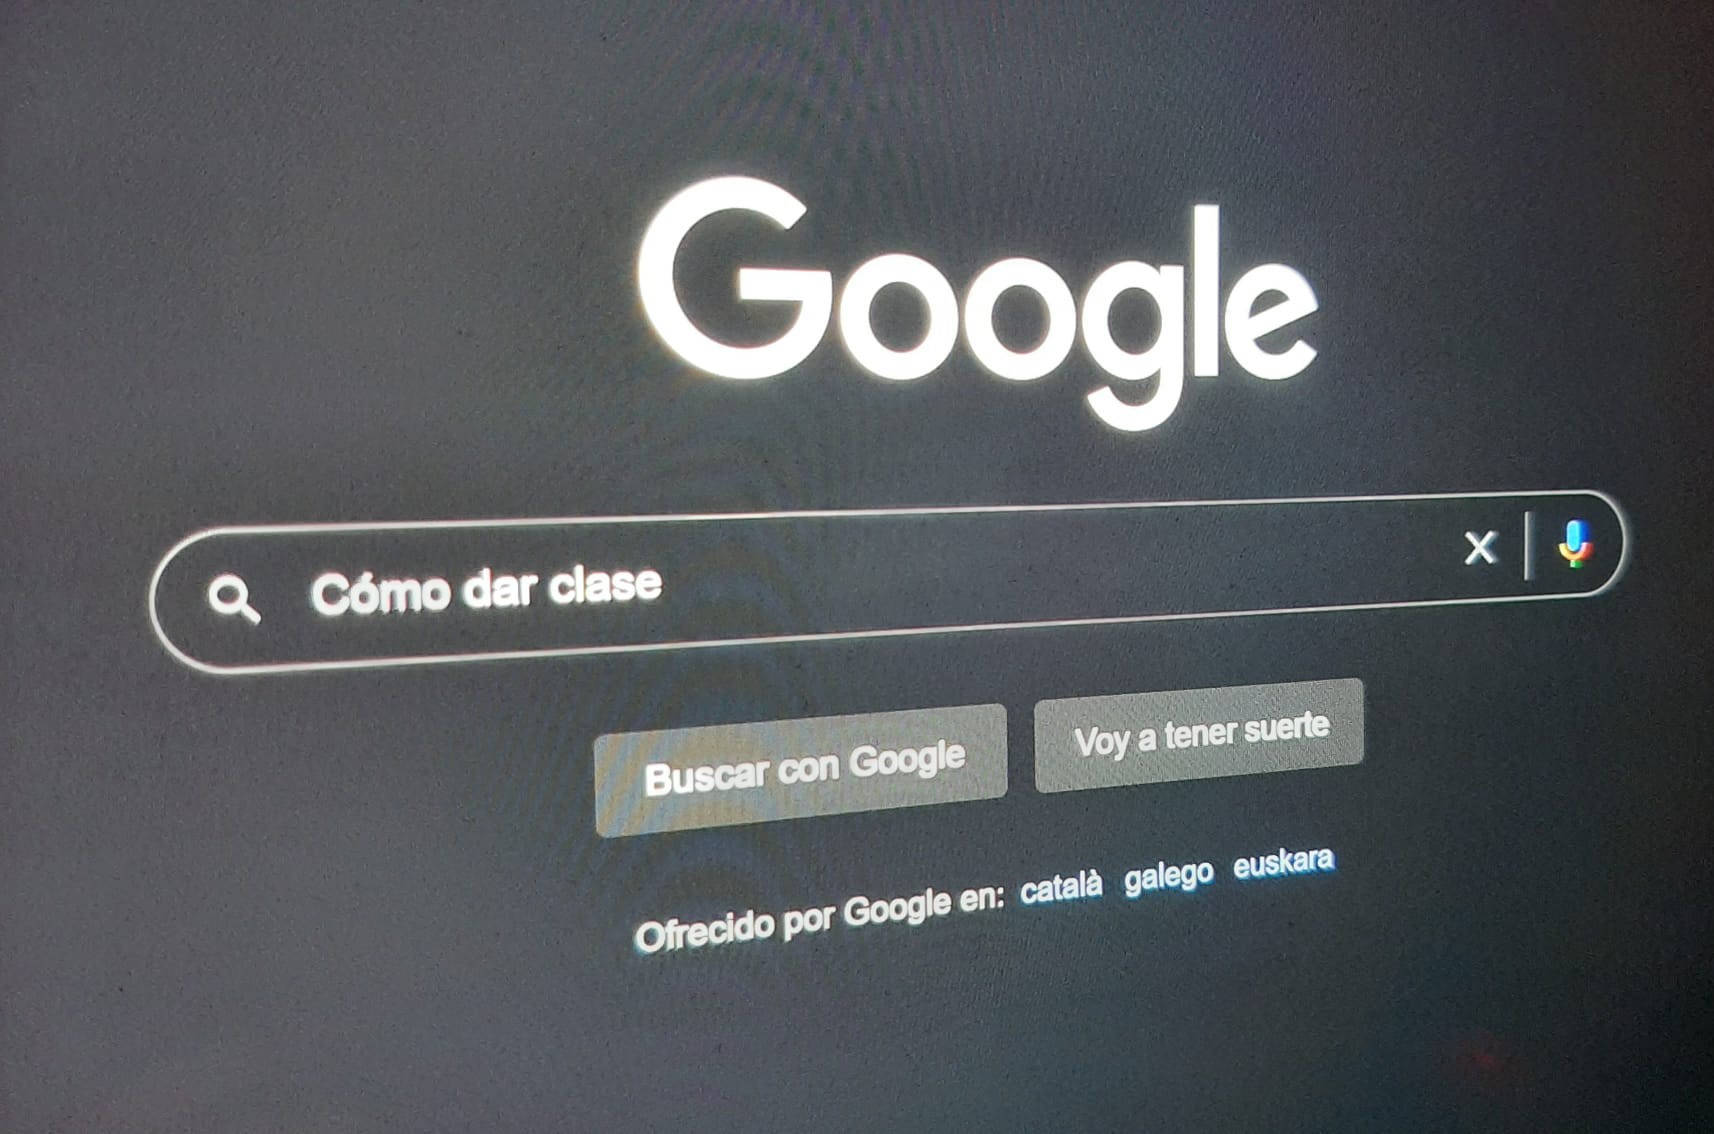 Google
Cómo dar clase
Buscar con Google
Voy a tener suerte
Ofrecido por Google en: català galego euskara